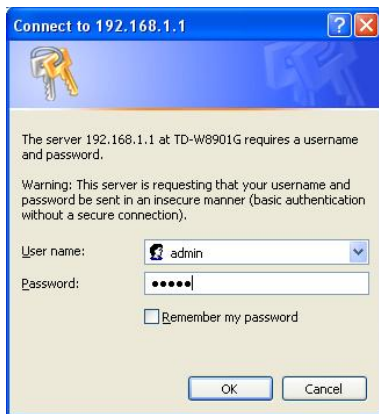 Connect to 192.168.1.1
The server 192.168.1.1 at TD-W8901G requires a username
and password.
Warning: This server is requesting that your username and
password be sent in an insecure manner (basic authentication
without a secure connection).
User name:
admin
Password:
•••••
Remember my password
OK
Cancel